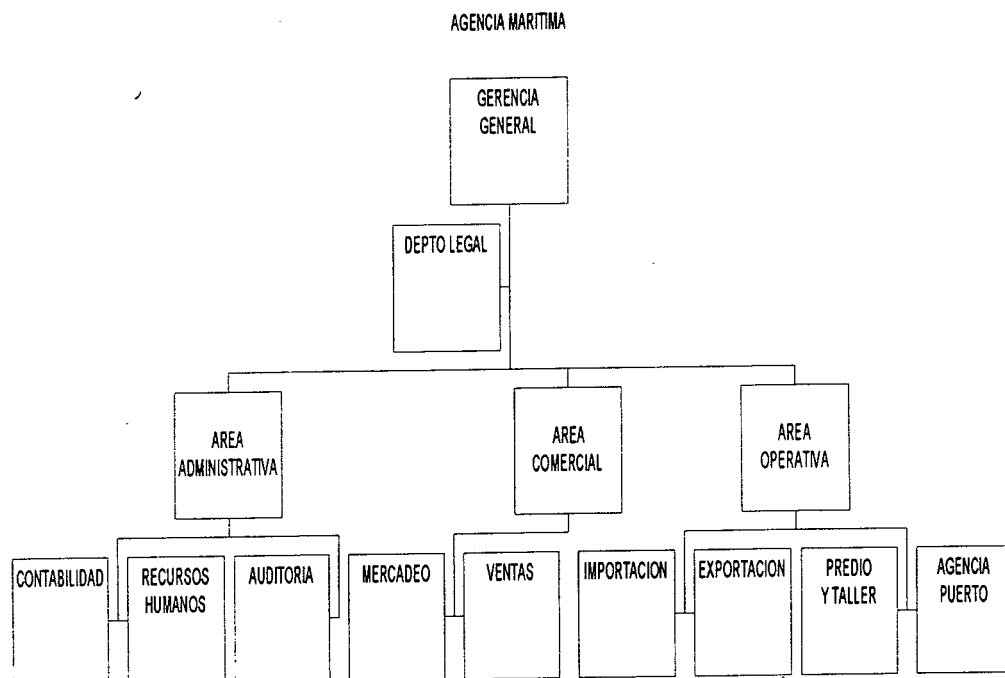 AGENCIA MARITIMA
GERENCIA
GENERAL
DEPTO LEGAL
AREA
ADMINISTRATIVA
AREA
COMERCIAL
AREA
OPERATIVA
CONTABILIDAD
RECURSOS
HUMANOS
AUDITORIA
MERCADEO
VENTAS
IMPORTACION
EXPORTACION
PREDIO
Y TALLER
AGENCIA
PUERTO